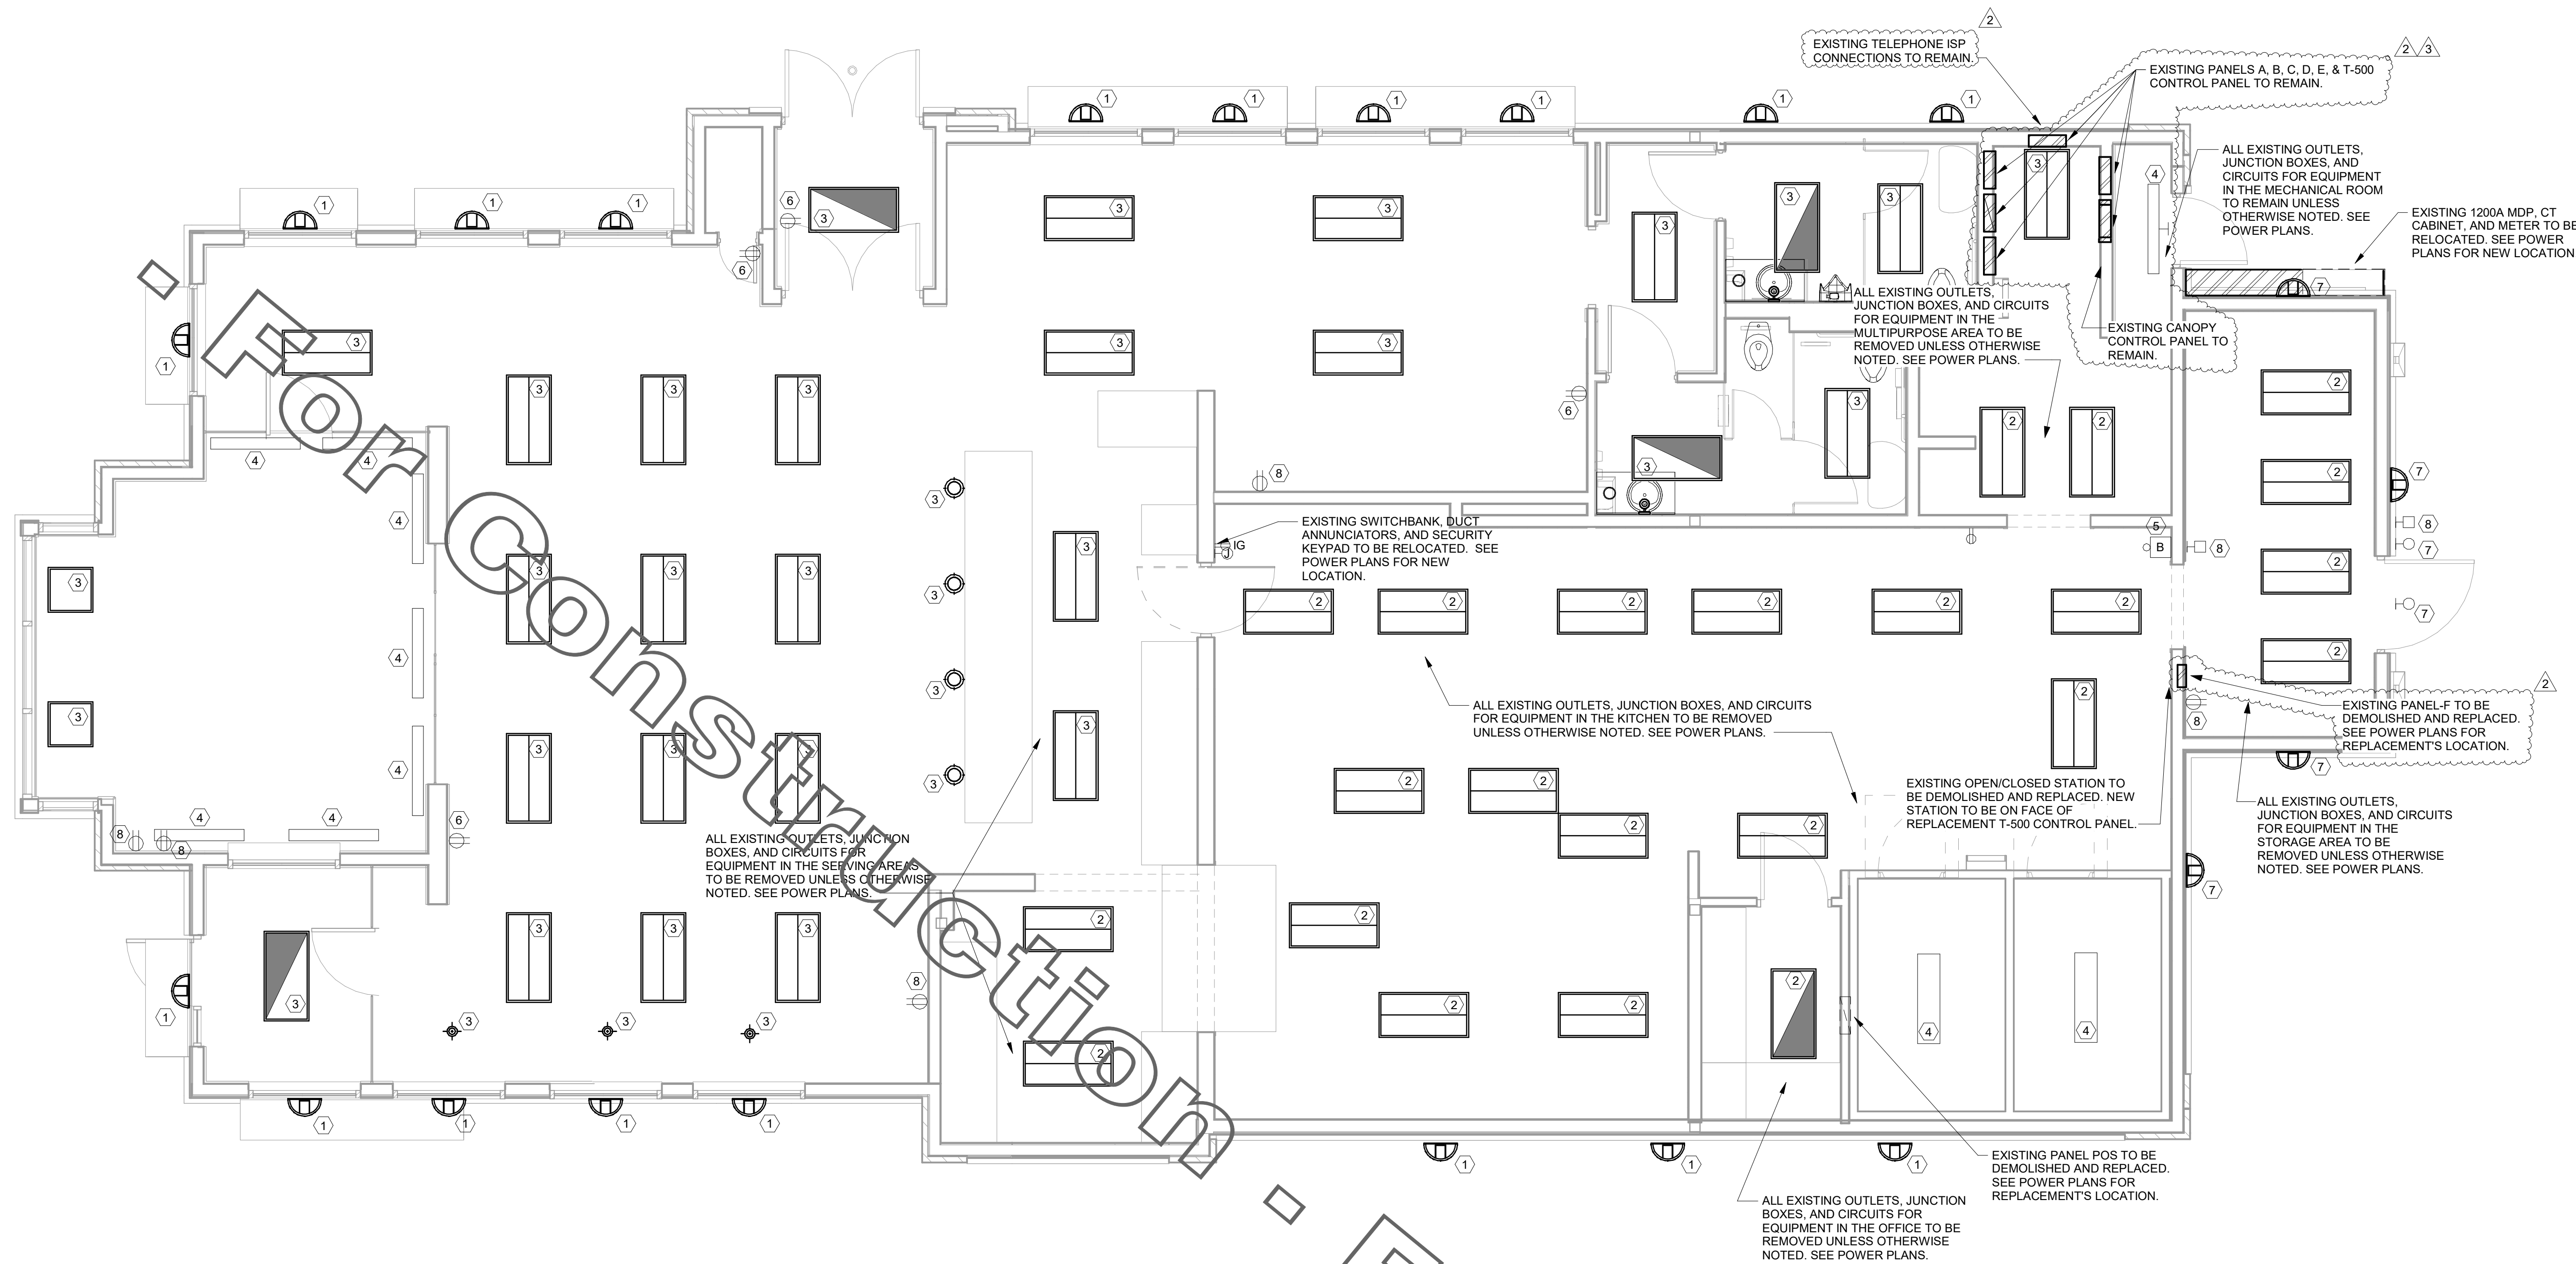 EXISTING TELEPHONE ISP
CONNECTIONS TO REMAIN.
2
2
3
EXISTING PANELS A, B, C, D, E, & T-500
CONTROL PANEL TO REMAIN.
ALL EXISTING OUTLETS,
JUNCTION BOXES, AND
CIRCUITS FOR EQUIPMENT
IN THE MECHANICAL ROOM
TO REMAIN UNLESS
OTHERWISE NOTED. SEE
POWER PLANS.
EXISTING 1200A MDP, CT
CABINET, AND METER TO BE
RELOCATED. SEE POWER
PLANS FOR NEW LOCATION
ALL EXISTING OUTLETS,
JUNCTION BOXES, AND CIRCUITS
FOR EQUIPMENT IN THE
MULTIPURPOSE AREA TO BE
REMOVED UNLESS OTHERWISE
NOTED. SEE POWER PLANS.
EXISTING CANOPY
CONTROL PANEL TO
REMAIN.
EXISTING SWITCHBANK, DUCT
ANNUNCIATORS, AND SECURITY
KEYPAD TO BE RELOCATED. SEE
POWER PLANS FOR NEW
LOCATION.
IG
J
B
5
ALL EXISTING OUTLETS, JUNCTION BOXES, AND CIRCUITS
FOR EQUIPMENT IN THE KITCHEN TO BE REMOVED
UNLESS OTHERWISE NOTED. SEE POWER PLANS.
2
EXISTING PANEL-F TO BE
DEMOLISHED AND REPLACED.
SEE POWER PLANS FOR
REPLACEMENT'S LOCATION.
EXISTING OPEN/CLOSED STATION TO
BE DEMOLISHED AND REPLACED. NEW
STATION TO BE ON FACE OF
REPLACEMENT T-500 CONTROL PANEL.
ALL EXISTING OUTLETS,
JUNCTION BOXES, AND CIRCUITS
FOR EQUIPMENT IN THE
STORAGE AREA TO BE
REMOVED UNLESS OTHERWISE
NOTED. SEE POWER PLANS.
ALL EXISTING OUTLETS, JUNCTION
BOXES, AND CIRCUITS FOR
EQUIPMENT IN THE SERVING AREAS
TO BE REMOVED UNLESS OTHERWISE
NOTED. SEE POWER PLANS.
EXISTING PANEL POS TO BE
DEMOLISHED AND REPLACED.
SEE POWER PLANS FOR
REPLACEMENT'S LOCATION.
ALL EXISTING OUTLETS, JUNCTION
BOXES, AND CIRCUITS FOR
EQUIPMENT IN THE OFFICE TO BE
REMOVED UNLESS OTHERWISE
NOTED. SEE POWER PLANS.
- For Construction -